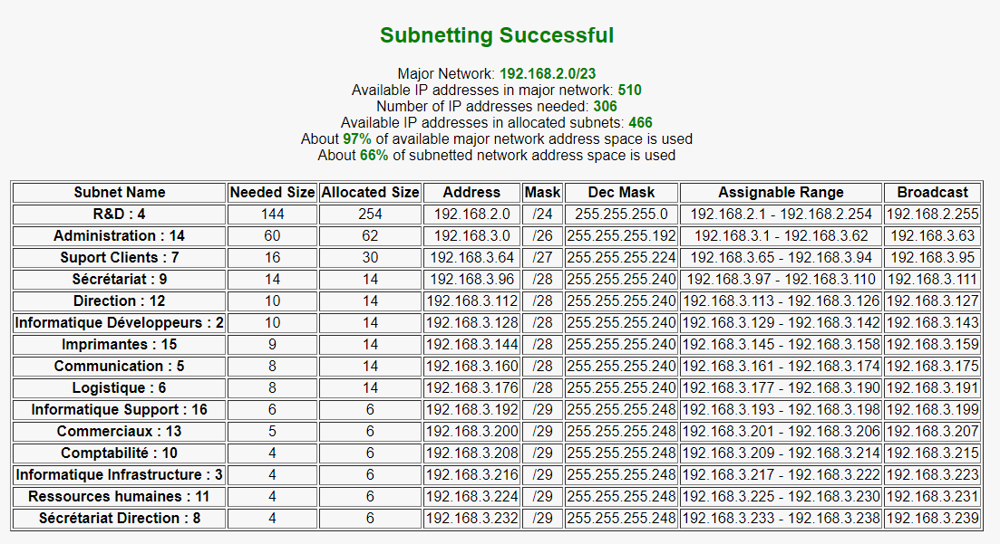 Subnetting Successful
Major Network: 192.168.2.0/23
Available IP addresses in major network: 510
Number of IP addresses needed: 306
Available IP addresses in allocated subnets: 466
About 97% of available major network address space is used
About 66% of subnetted network address space is used
Subnet Name Needed Size Allocated Size Address Mask Dec Mask Assignable Range Broadcast
R&D : 4 144 254 192.168.2.0 /24 255.255.255.0 192.168.2.1 - 192.168.2.254 192.168.2.255
Administration : 14 60 62 192.168.3.0 /26 255.255.255.192 192.168.3.1 - 192.168.3.62 192.168.3.63
Suport Clients : 7 16 30 192.168.3.64 /27 255.255.255.224 192.168.3.65 - 192.168.3.94 192.168.3.95
Sécrétariat : 9 14 14 192.168.3.96 /28 255.255.255.240 192.168.3.97 - 192.168.3.110 192.168.3.111
Direction : 12 10 14 192.168.3.112 /28 255.255.255.240 192.168.3.113 - 192.168.3.126 192.168.3.127
Informatique Développeurs : 2 10 14 192.168.3.128 /28 255.255.255.240 192.168.3.129 - 192.168.3.142 192.168.3.143
Imprimantes : 15 9 14 192.168.3.144 /28 255.255.255.240 192.168.3.145 - 192.168.3.158 192.168.3.159
Communication : 5 8 14 192.168.3.160 /28 255.255.255.240 192.168.3.161 - 192.168.3.174 192.168.3.175
Logistique : 6 8 14 192.168.3.176 /28 255.255.255.240 192.168.3.177 - 192.168.3.190 192.168.3.191
Informatique Support : 16 6 6 192.168.3.192 /29 255.255.255.248 192.168.3.193 - 192.168.3.198 192.168.3.199
Commerciaux : 13 5 6 192.168.3.200 /29 255.255.255.248 192.168.3.201 - 192.168.3.206 192.168.3.207
Comptabilité : 10 4 6 192.168.3.208 /29 255.255.255.248 192.168.3.209 - 192.168.3.214 192.168.3.215
Informatique Infrastructure : 3 4 6 192.168.3.216 /29 255.255.255.248 192.168.3.217 - 192.168.3.222 192.168.3.223
Ressources humaines : 11 4 6 192.168.3.224 /29 255.255.255.248 192.168.3.225 - 192.168.3.230 192.168.3.231
Sécrétariat Direction : 8 4 6 192.168.3.232 /29 255.255.255.248 192.168.3.233 - 192.168.3.238 192.168.3.239